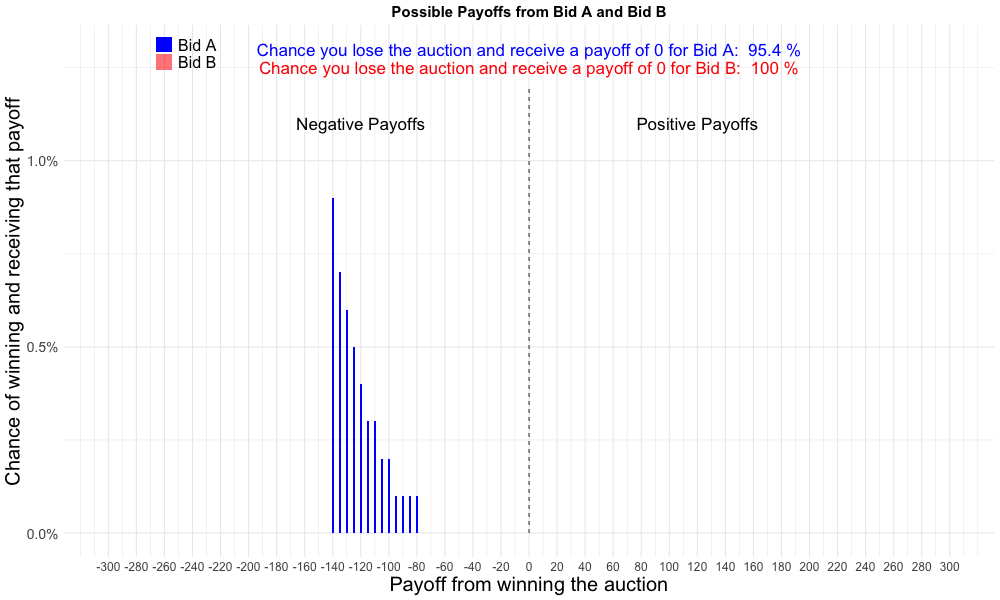 Possible Payoffs from Bid A and Bid B
Bid A
Bid B
Chance you lose the auction and receive a payoff of 0 for Bid A:  95.4 %
Chance you lose the auction and receive a payoff of 0 for Bid B:  100 %
Negative Payoffs
Positive Payoffs
Chance of winning and receiving that payoff
1.0%
0.5%
0.0%
-300 -280 -260 -240 -220 -200 -180 -160 -140 -120 -100 -80 -60 -40 -20 0 20 40 60 80 100 120 140 160 180 200 220 240 260 280 300
Payoff from winning the auction